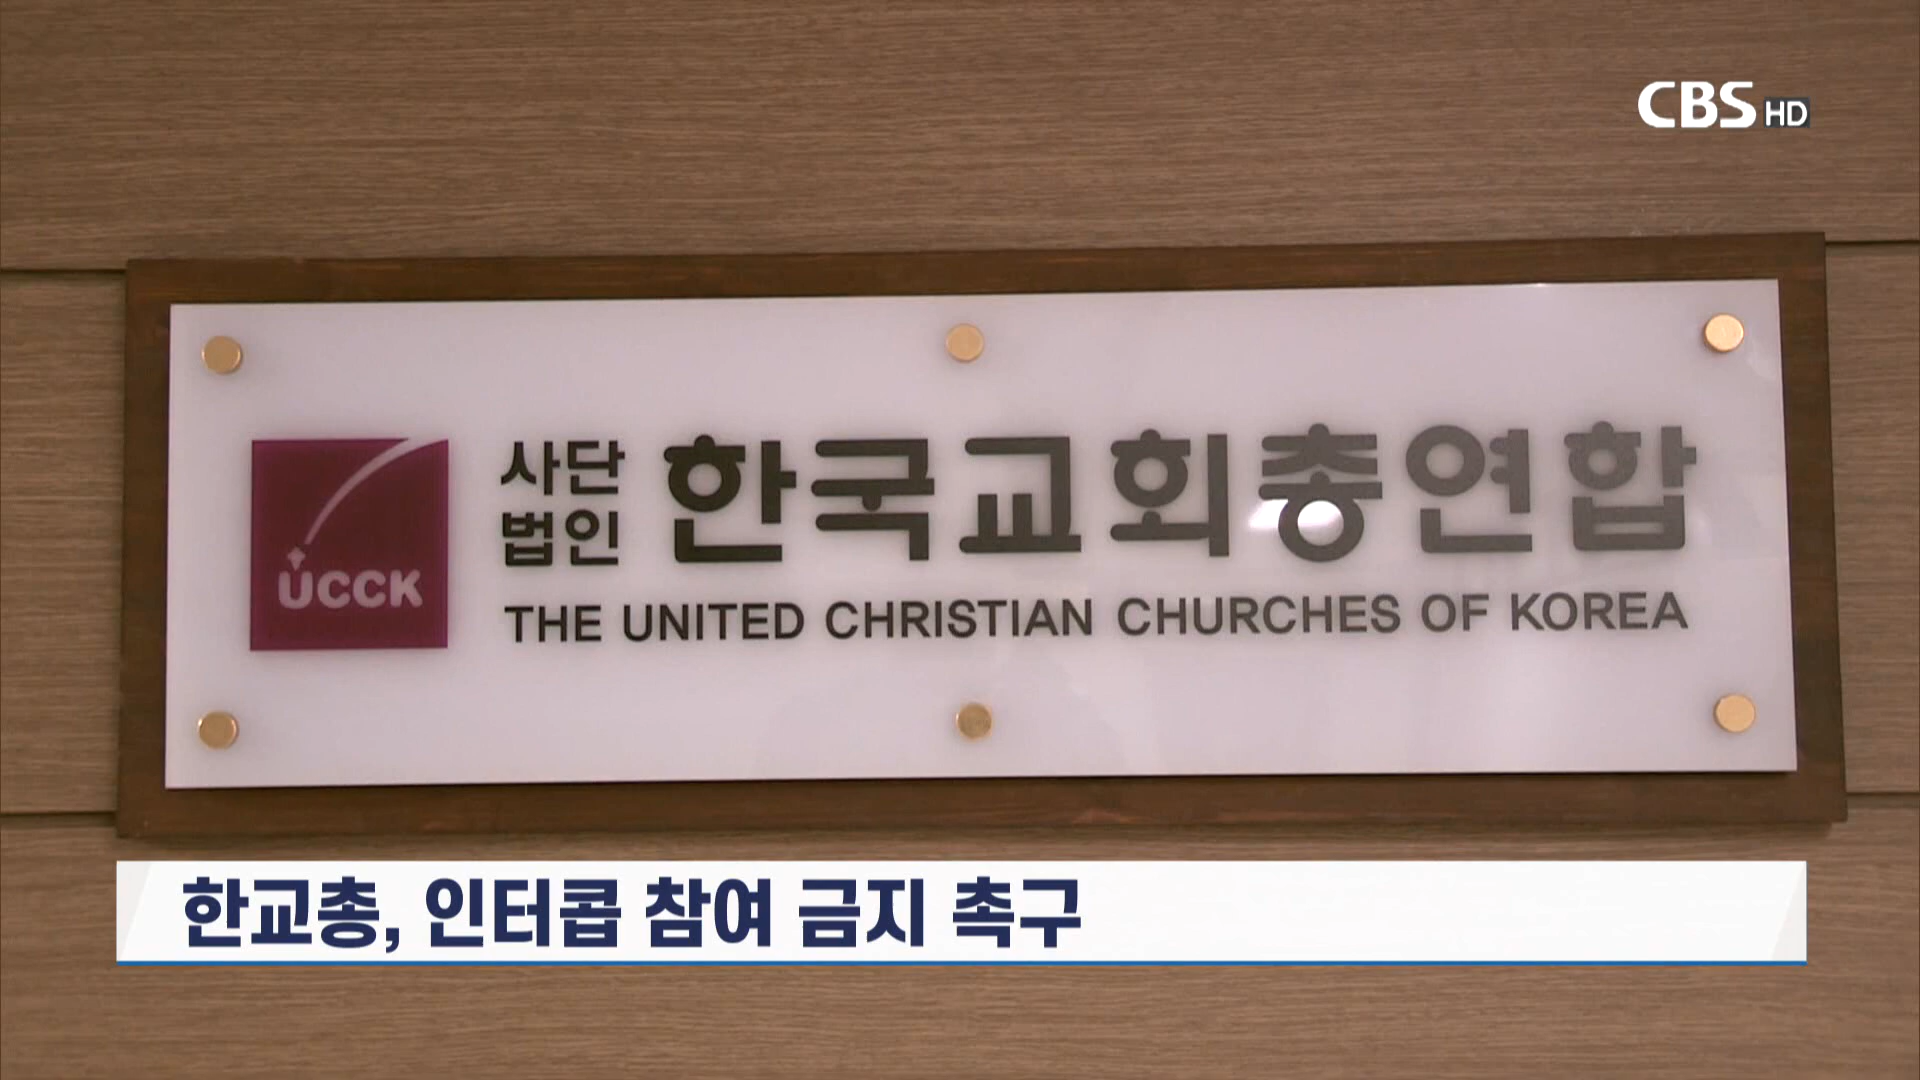 CBS HD
사단
법인
한국교회총연합
UCCK
THE UNITED CHRISTIAN CHURCHES OF KOREA
한교총, 인터콥 참여 금지 촉구